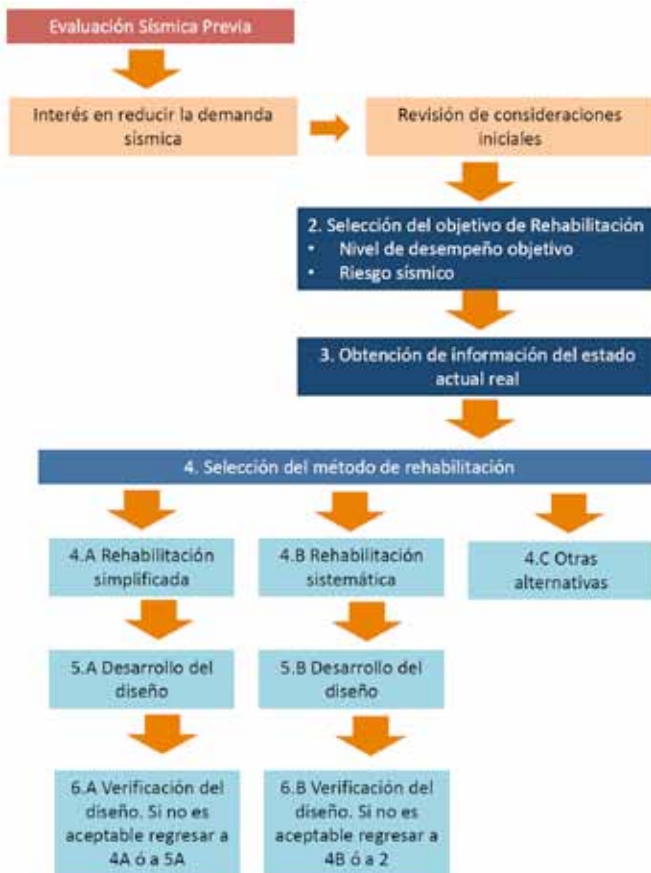 Evaluación Sísmica Previa
Interés en reducir la demanda
sísmica
Revisión de consideraciones
iniciales
2. Selección del objetivo de Rehabilitación
• Nivel de desempeño objetivo
• Riesgo sísmico
3. Obtención de información del estado
actual real
4. Selección del método de rehabilitación
4.A Rehabilitación
simplificada
4.B Rehabilitación
sistemática
4.C Otras
alternativas
5.A Desarrollo del
diseño
5.B Desarrollo del
diseño
6.A Verificación del
diseño. Si no es
aceptable regresar a
4A ó a 5A
6.B Verificación del
diseño. Si no es
aceptable regresar a
4B ó a 2